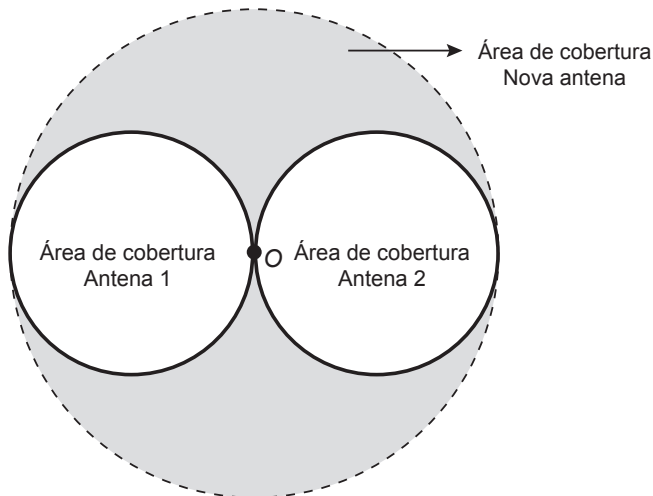 Área de cobertura
Nova antena
Área de cobertura
Antena 1
O
Área de cobertura
Antena 2